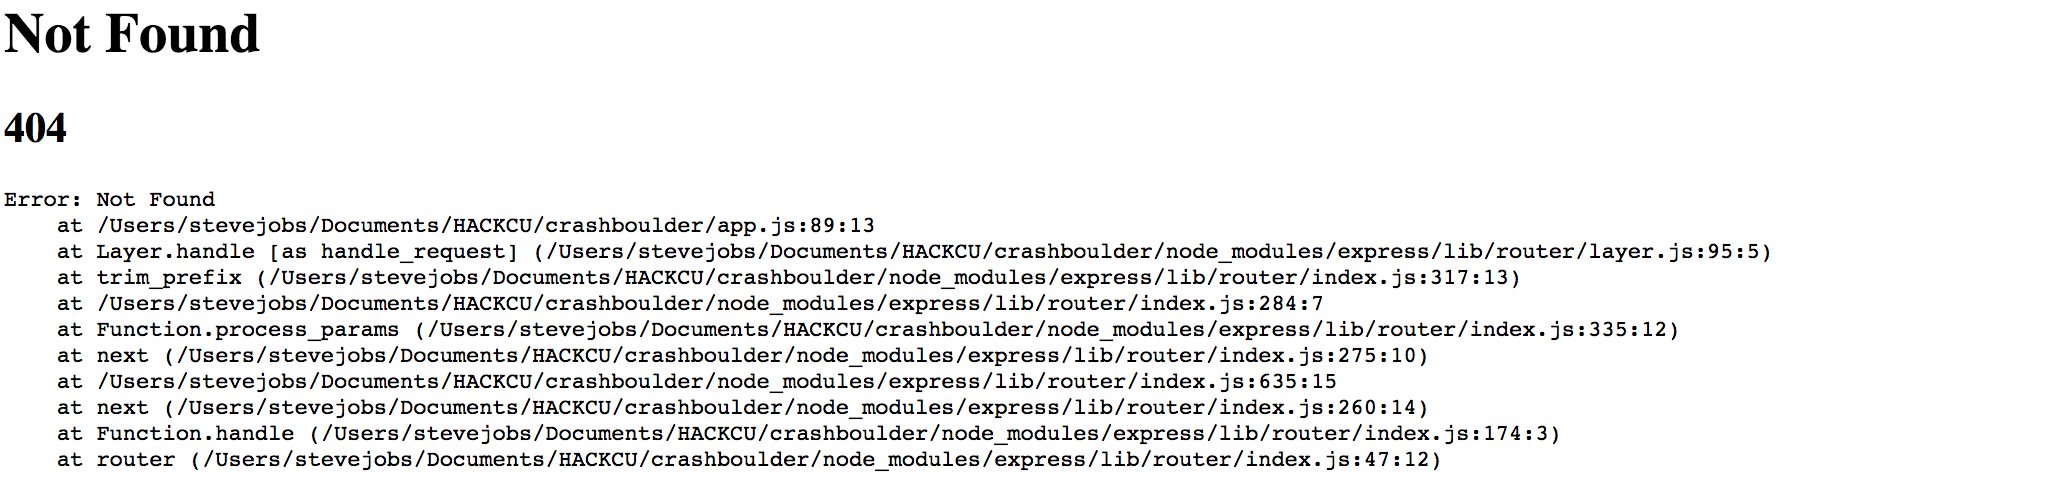 Not Found
404
Error: Not Found
    at /Users/stevejobs/Documents/HACKCU/crashboulder/app.js:89:13
    at Layer.handle [as handle_request] (/Users/stevejobs/Documents/HACKCU/crashboulder/node_modules/express/lib/router/layer.js:95:5)
    at trim_prefix (/Users/stevejobs/Documents/HACKCU/crashboulder/node_modules/express/lib/router/index.js:317:13)
    at /Users/stevejobs/Documents/HACKCU/crashboulder/node_modules/express/lib/router/index.js:284:7
    at Function.process_params (/Users/stevejobs/Documents/HACKCU/crashboulder/node_modules/express/lib/router/index.js:335:12)
    at next (/Users/stevejobs/Documents/HACKCU/crashboulder/node_modules/express/lib/router/index.js:275:10)
    at /Users/stevejobs/Documents/HACKCU/crashboulder/node_modules/express/lib/router/index.js:635:15
    at next (/Users/stevejobs/Documents/HACKCU/crashboulder/node_modules/express/lib/router/index.js:260:14)
    at Function.handle (/Users/stevejobs/Documents/HACKCU/crashboulder/node_modules/express/lib/router/index.js:174:3)
    at router (/Users/stevejobs/Documents/HACKCU/crashboulder/node_modules/express/lib/router/index.js:47:12)